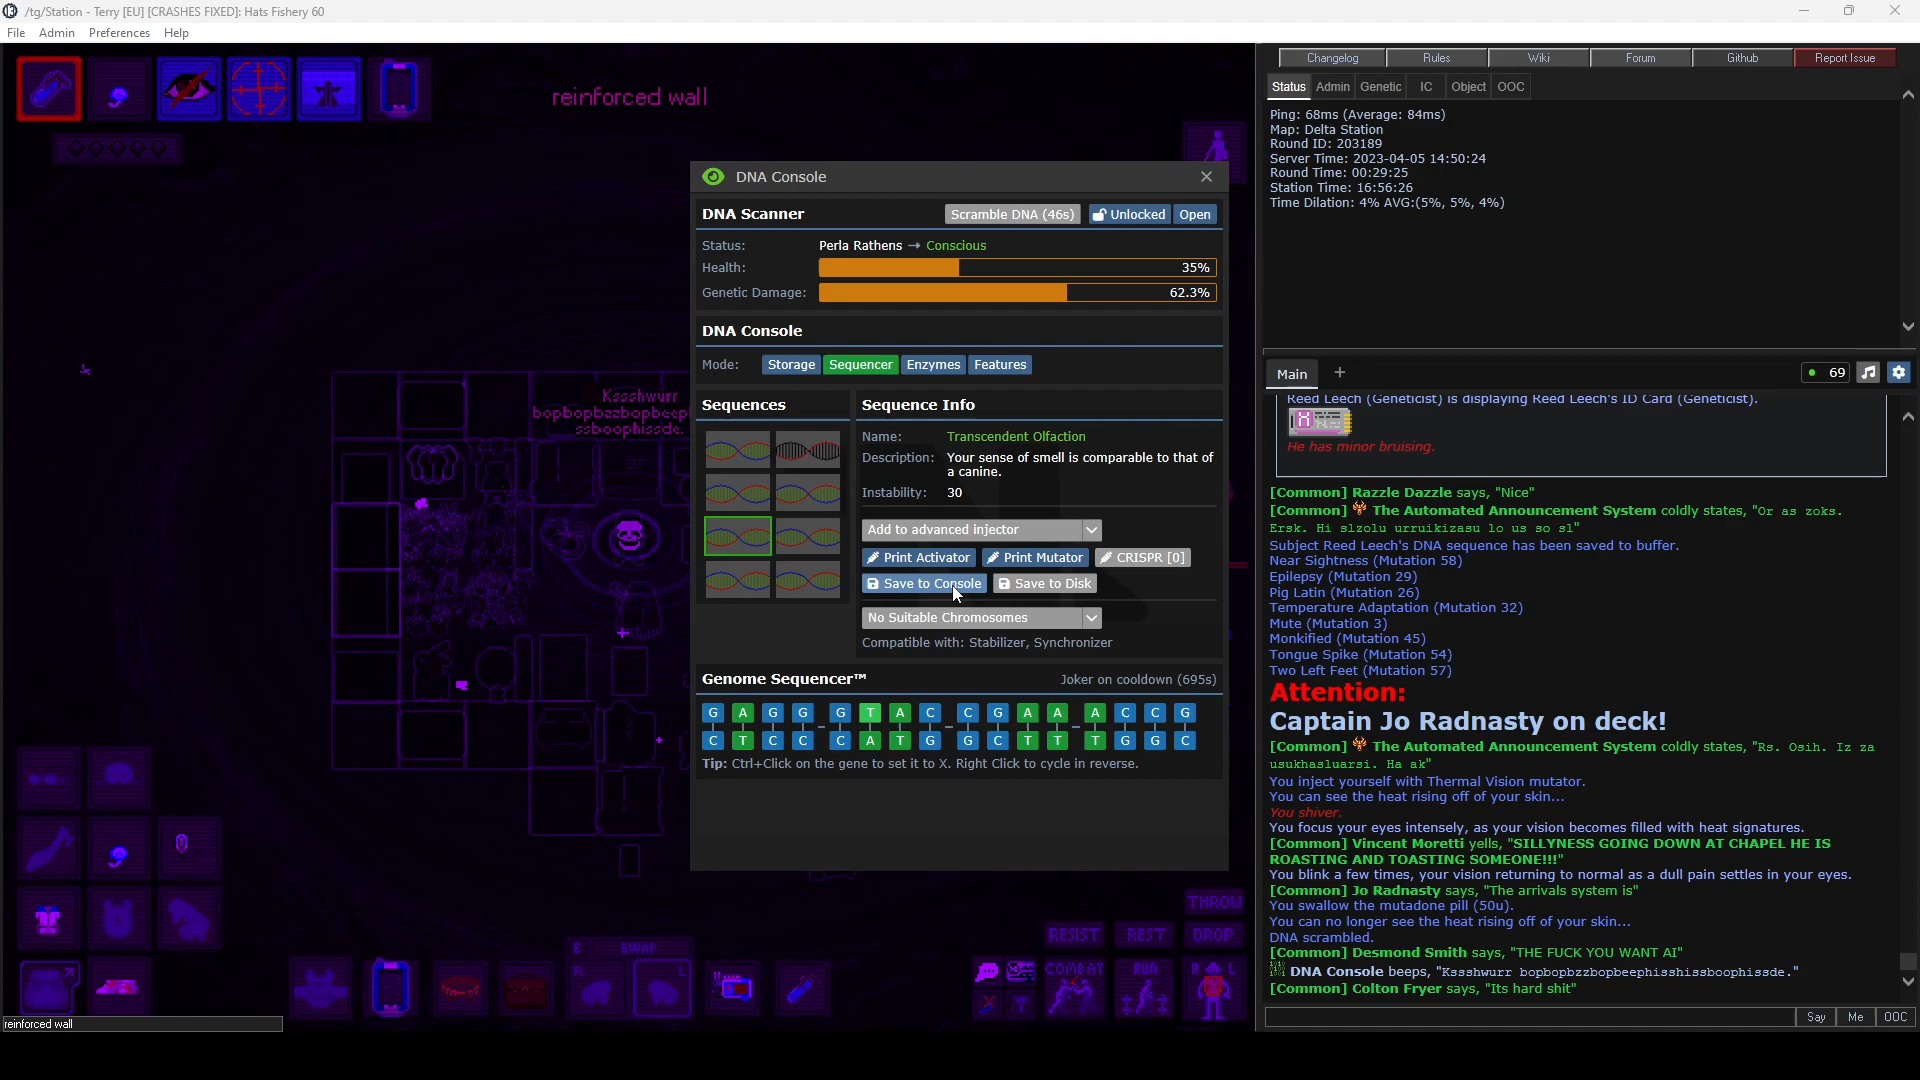 /tg/Station - Terry [EU] [CRASHES FIXED]: Hats Fishery 60
File Admin Preferences Help
reinforced wall
Kssshwurr
bopbopbzzbopbeep
ssboophissde.
THROW
RESIST REST DROP
SWAP
R L
COMBAT RUN R L
reinforced wall
DNA Console
DNA Scanner
Scramble DNA (46s) Unlocked Open
Status: Perla Rathens → Conscious
Health: 35%
Genetic Damage: 62.3%
DNA Console
Mode: Storage Sequencer Enzymes Features
Sequences
Sequence Info
Name: Transcendent Olfaction
Description: Your sense of smell is comparable to that of
a canine.
Instability: 30
Add to advanced injector
Print Activator Print Mutator CRISPR [0]
Save to Console Save to Disk
No Suitable Chromosomes
Compatible with: Stabilizer, Synchronizer
Genome Sequencer™ Joker on cooldown (695s)
G A G G G T A C C G A A A C C G
C T C C C A T G G C T T T G G C
Tip: Ctrl+Click on the gene to set it to X. Right Click to cycle in reverse.
Changelog Rules Wiki Forum Github Report Issue
Status Admin Genetic IC Object OOC
Ping: 68ms (Average: 84ms)
Map: Delta Station
Round ID: 203189
Server Time: 2023-04-05 14:50:24
Round Time: 00:29:25
Station Time: 16:56:26
Time Dilation: 4% AVG:(5%, 5%, 4%)
Main + 69
Reed Leech (Geneticist) is displaying Reed Leech's ID Card (Geneticist).
He has minor bruising.
[Common] Razzle Dazzle says, "Nice"
[Common] The Automated Announcement System coldly states, "Or as zoks.
Ersk. Hi slzolu urruikizasu lo us so sl"
Subject Reed Leech's DNA sequence has been saved to buffer.
Near Sightness (Mutation 58)
Epilepsy (Mutation 29)
Pig Latin (Mutation 26)
Temperature Adaptation (Mutation 32)
Mute (Mutation 3)
Monkified (Mutation 45)
Tongue Spike (Mutation 54)
Two Left Feet (Mutation 57)
Attention:
Captain Jo Radnasty on deck!
[Common] The Automated Announcement System coldly states, "Rs. Osih. Iz za
usukhasluarsi. Ha ak"
You inject yourself with Thermal Vision mutator.
You can see the heat rising off of your skin...
You shiver.
You focus your eyes intensely, as your vision becomes filled with heat signatures.
[Common] Vincent Moretti yells, "SILLYNESS GOING DOWN AT CHAPEL HE IS
ROASTING AND TOASTING SOMEONE!!!"
You blink a few times, your vision returning to normal as a dull pain settles in your eyes.
[Common] Jo Radnasty says, "The arrivals system is"
You swallow the mutadone pill (50u).
You can no longer see the heat rising off of your skin...
DNA scrambled.
[Common] Desmond Smith says, "THE FUCK YOU WANT AI"
DNA Console beeps, "Kssshwurr bopbopbzzbopbeephisshissboophissde."
[Common] Colton Fryer says, "Its hard shit"
Say Me OOC